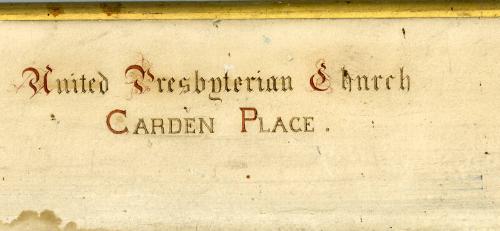 United Presbyterian Church
CARDEN PLACE.